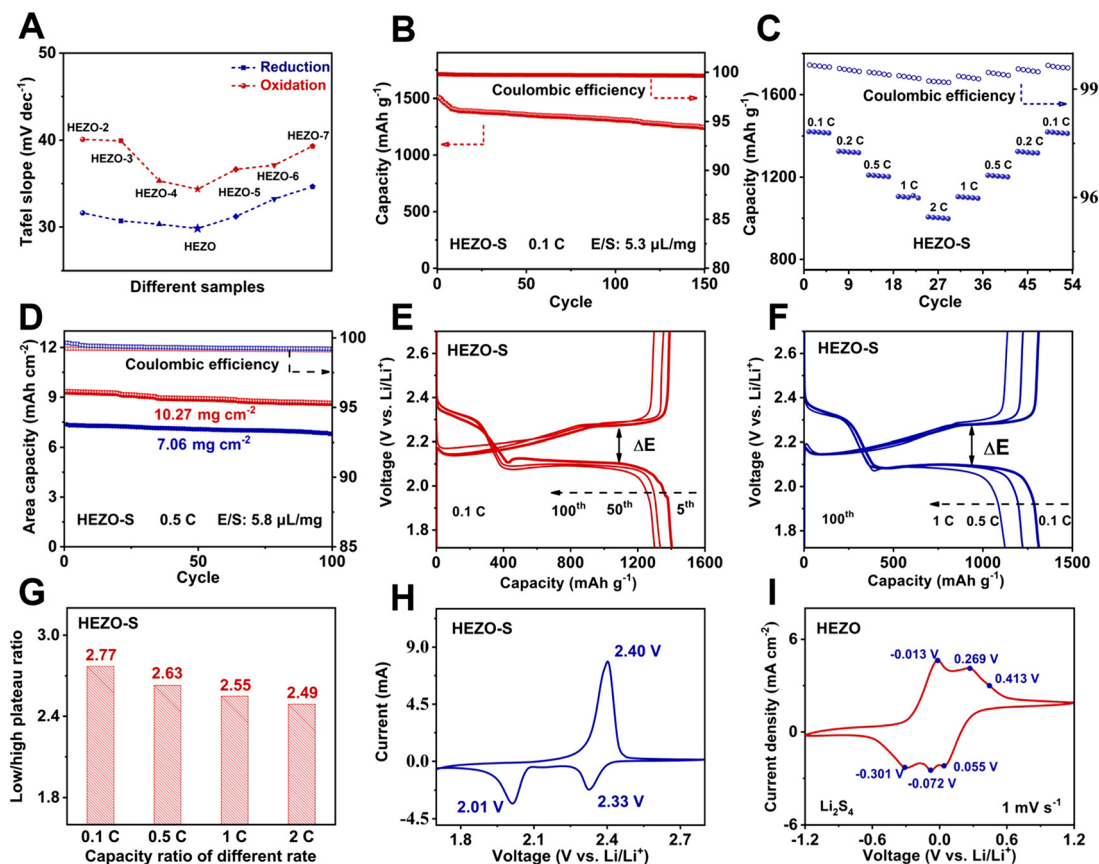 A
Tafel slope (mV dec⁻¹)
50
40
30
Reduction
Oxidation
HEZO-2
HEZO-3
HEZO-4
HEZO
HEZO-5
HEZO-6
HEZO-7
Different samples
B
Capacity (mAh g⁻¹)
1500
1250
1000
750
500
250
0
100
95
90
85
80
Coulombic efficiency
HEZO-S 0.1 C E/S: 5.3 μL/mg
0 50 100 150
Cycle
C
Capacity (mAh g⁻¹)
1600
1200
800
99
96
Coulombic efficiency
0.1 C
0.2 C
0.5 C
1 C
2 C
1 C
0.5 C
0.2 C
0.1 C
HEZO-S
0 9 18 27 36 45 54
Cycle
D
Area capacity (mAh cm⁻²)
12
9
6
3
0
100
95
90
85
Coulombic efficiency
10.27 mg cm⁻²
7.06 mg cm⁻²
HEZO-S 0.5 C E/S: 5.8 μL/mg
0 50 100
Cycle
E
Voltage (V vs. Li/Li⁺)
2.6
2.4
2.2
2.0
1.8
HEZO-S
ΔE
0.1 C
100th 50th 5th
0 400 800 1200 1600
Capacity (mAh g⁻¹)
F
Voltage (V vs. Li/Li⁺)
2.6
2.4
2.2
2.0
1.8
HEZO-S
ΔE
100th
1 C 0.5 C 0.1 C
0 500 1000 1500
Capacity (mAh g⁻¹)
G
Low/high plateau ratio
3.0
2.4
1.8
HEZO-S
2.77
2.63
2.55
2.49
0.1 C 0.5 C 1 C 2 C
Capacity ratio of different rate
H
Current (mA)
9.0
4.5
0.0
-4.5
HEZO-S
2.40 V
2.01 V
2.33 V
1.8 2.1 2.4 2.7
Voltage (V vs. Li/Li⁺)
I
Current density (mA cm⁻²)
6
3
0
-3
-6
HEZO
-0.013 V
0.269 V
0.413 V
-0.301 V
-0.072 V
0.055 V
Li₂S₄
1 mV s⁻¹
-1.2 -0.6 0.0 0.6 1.2
Voltage (V vs. Li/Li⁺)